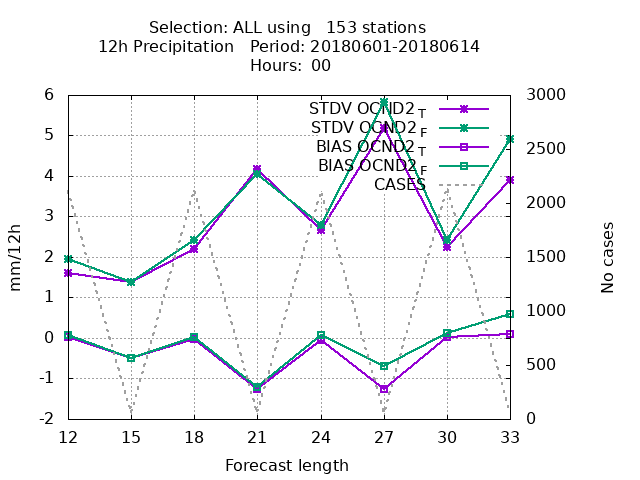 Selection: ALL using   153 stations
12h Precipitation   Period: 20180601-20180614
Hours:  00
6
5
4
3
2
1
0
-1
-2
mm/12h
3000
2500
2000
1500
1000
500
0
No cases
STDV OCND2 T
STDV OCND2 F
BIAS OCND2 T
BIAS OCND2 F
CASES
12 15 18 21 24 27 30 33
Forecast length